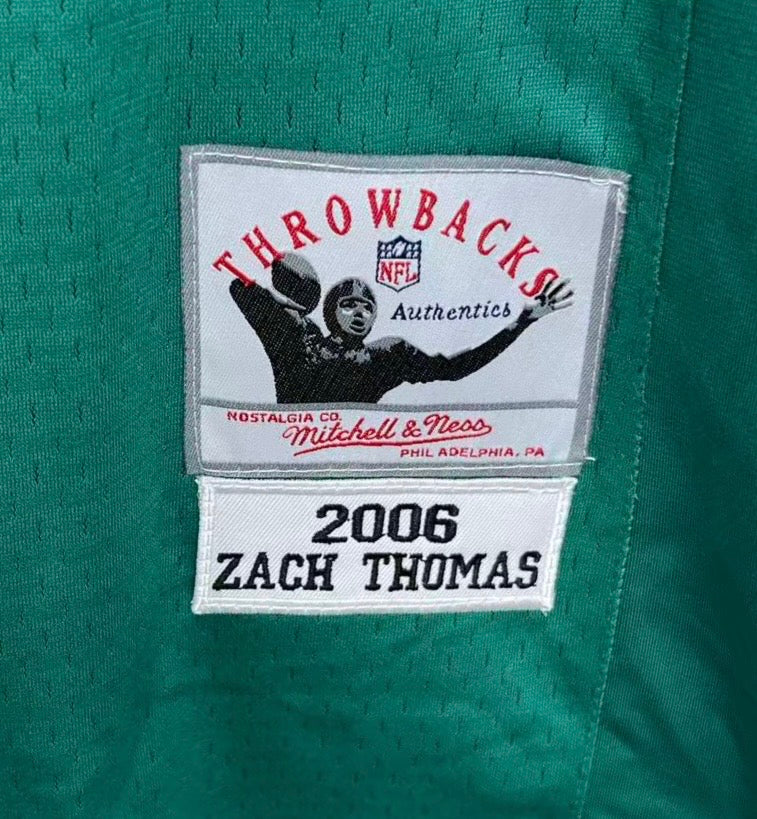 THROWBACKS
NFL
Authentics
NOSTALGIA CO.
Mitchell & Ness
PHILADELPHIA, PA
2006
ZACH THOMAS